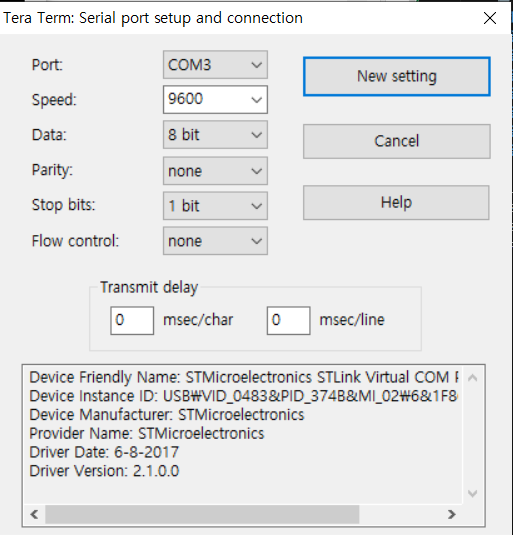 Tera Term: Serial port setup and connection
Port: COM3
New setting
Speed: 9600
Data: 8 bit
Cancel
Parity: none
Stop bits: 1 bit
Help
Flow control: none
Transmit delay
0 msec/char 0 msec/line
Device Friendly Name: STMicroelectronics STLink Virtual COM
Device Instance ID: USB₩VID_0483&PID_374B&MI_02₩6&1F8
Device Manufacturer: STMicroelectronics
Provider Name: STMicroelectronics
Driver Date: 6-8-2017
Driver Version: 2.1.0.0